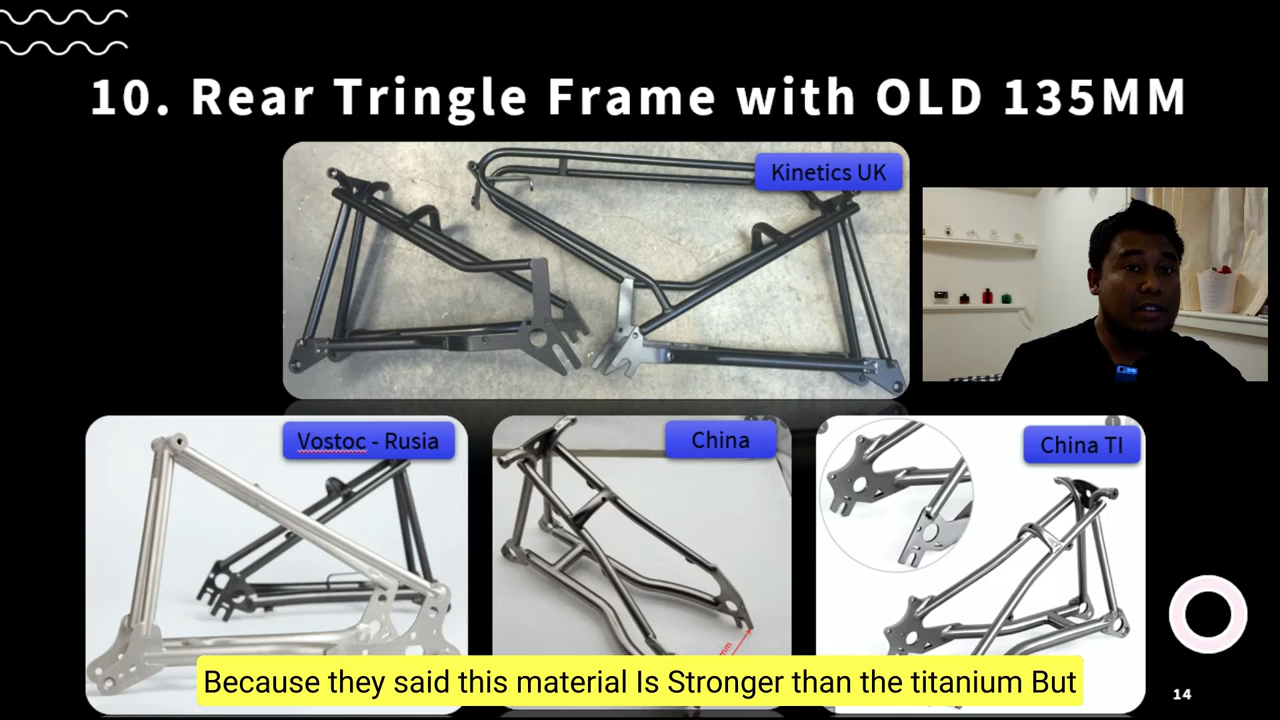 10. Rear Tringle Frame with OLD 135MM
Kinetics UK
Vostoc - Rusia
China
China TI
mm
Because they said this material Is Stronger than the titanium But
14